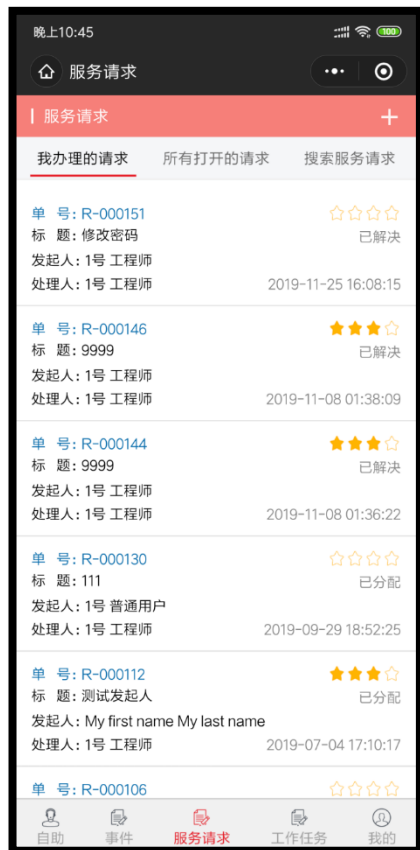 晚上10:45
100
服务请求
服务请求
+
我办理的请求 所有打开的请求 搜索服务请求
单 号: R-000151
标 题: 修改密码 已解决
发起人: 1号 工程师
处理人: 1号 工程师 2019-11-25 16:08:15
单 号: R-000146
标 题: 9999 已解决
发起人: 1号 工程师
处理人: 1号 工程师 2019-11-08 01:38:09
单 号: R-000144
标 题: 9999 已解决
发起人: 1号 工程师
处理人: 1号 工程师 2019-11-08 01:36:22
单 号: R-000130
标 题: 111 已分配
发起人: 1号 普通用户
处理人: 1号 工程师 2019-09-29 18:52:25
单 号: R-000112
标 题: 测试发起人 已分配
发起人: My first name My last name
处理人: 1号 工程师 2019-07-04 17:10:17
单 号: R-000106
自助 事件 服务请求 工作任务 我的